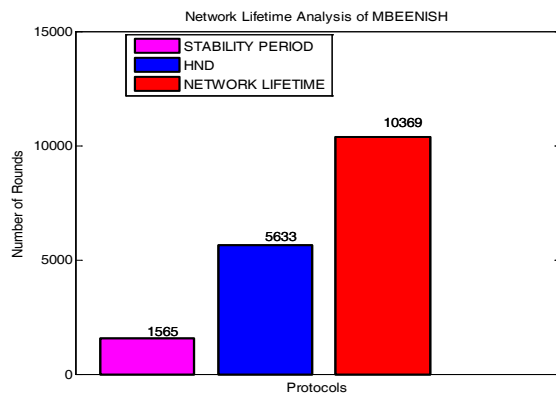 Network Lifetime Analysis of MBEENISH
15000
STABILITY PERIOD
HND
NETWORK LIFETIME
10369
10000
Number of Rounds
5633
5000
1565
0
Protocols